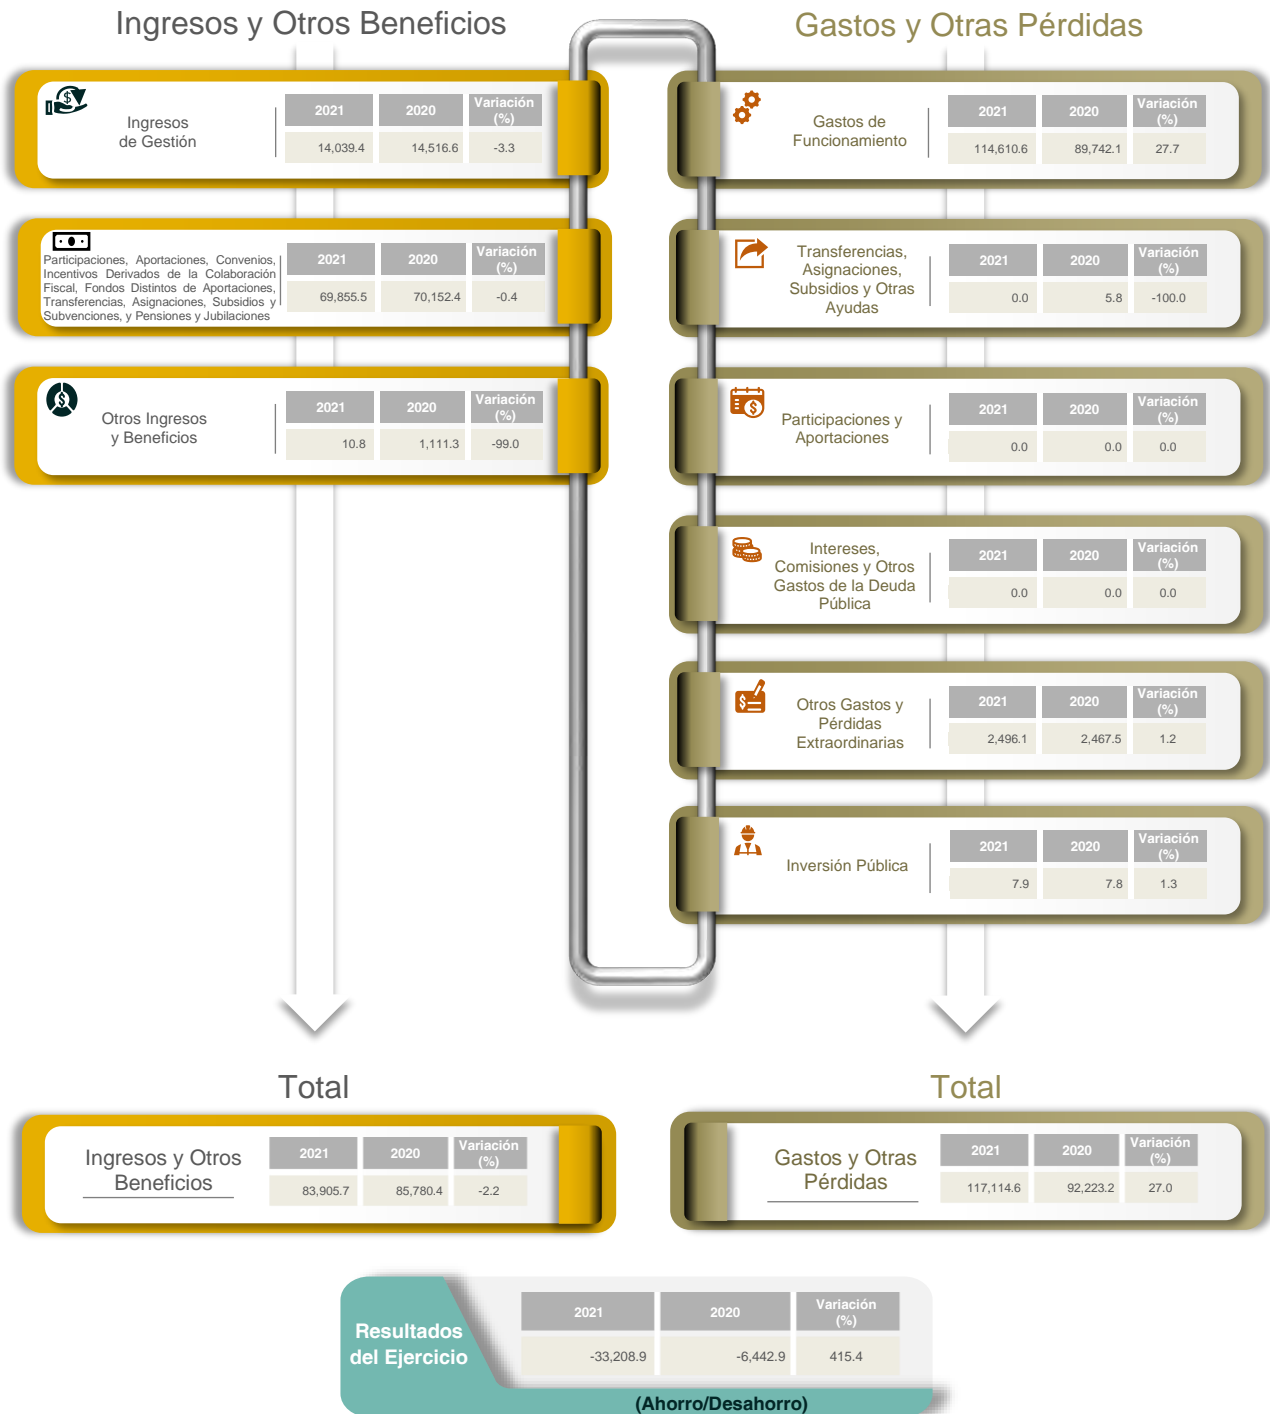 Ingresos y Otros Beneficios
Ingresos
de Gestión
2021 2020 Variación
(%)
14,039.4 14,516.6 -3.3
Participaciones, Aportaciones, Convenios,
Incentivos Derivados de la Colaboración
Fiscal, Fondos Distintos de Aportaciones,
Transferencias, Asignaciones, Subsidios y
Subvenciones, y Pensiones y Jubilaciones
2021 2020 Variación
(%)
69,855.5 70,152.4 -0.4
Otros Ingresos
y Beneficios
2021 2020 Variación
(%)
10.8 1,111.3 -99.0
Gastos y Otras Pérdidas
Gastos de
Funcionamiento
2021 2020 Variación
(%)
114,610.6 89,742.1 27.7
Transferencias,
Asignaciones,
Subsidios y Otras
Ayudas
2021 2020 Variación
(%)
0.0 5.8 -100.0
Participaciones y
Aportaciones
2021 2020 Variación
(%)
0.0 0.0 0.0
Intereses,
Comisiones y Otros
Gastos de la Deuda
Pública
2021 2020 Variación
(%)
0.0 0.0 0.0
Otros Gastos y
Pérdidas
Extraordinarias
2021 2020 Variación
(%)
2,496.1 2,467.5 1.2
Inversión Pública
2021 2020 Variación
(%)
7.9 7.8 1.3
Total
Ingresos y Otros
Beneficios
2021 2020 Variación
(%)
83,905.7 85,780.4 -2.2
Total
Gastos y Otras
Pérdidas
2021 2020 Variación
(%)
117,114.6 92,223.2 27.0
Resultados
del Ejercicio
2021 2020 Variación
(%)
-33,208.9 -6,442.9 415.4
(Ahorro/Desahorro)